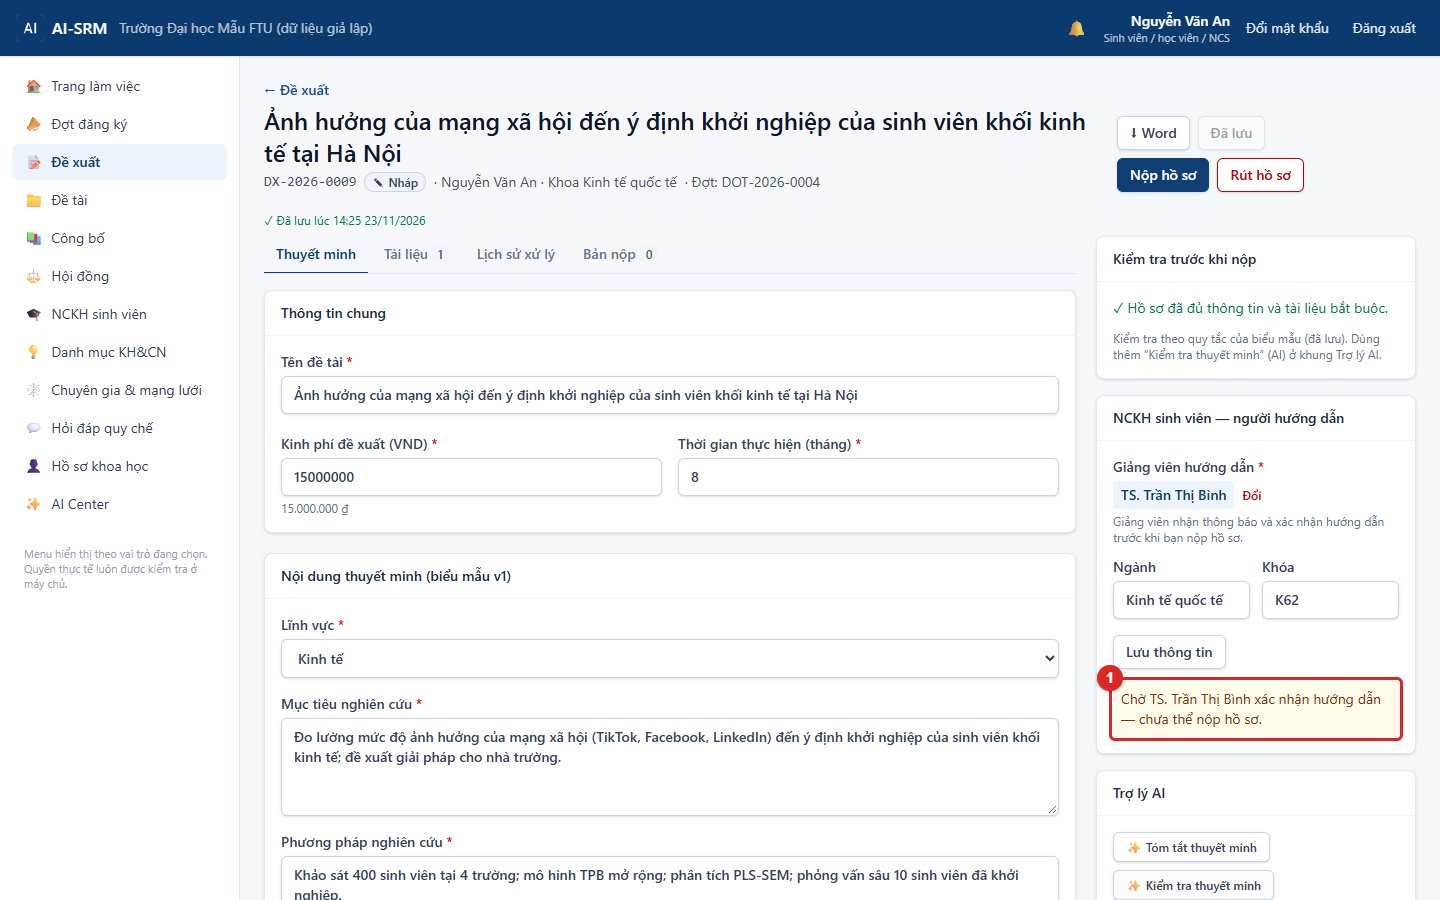 AI AI-SRM Trường Đại học Mẫu FTU (dữ liệu giả lập)
Nguyễn Văn An
Sinh viên / học viên / NCS
Đổi mật khẩu
Đăng xuất
Trang làm việc
Đợt đăng ký
Đề xuất
Đề tài
Công bố
Hội đồng
NCKH sinh viên
Danh mục KH&CN
Chuyên gia & mạng lưới
Hỏi đáp quy chế
Hồ sơ khoa học
AI Center
Menu hiển thị theo vai trò đang chọn.
Quyền thực tế luôn được kiểm tra ở
máy chủ.
← Đề xuất
Ảnh hưởng của mạng xã hội đến ý định khởi nghiệp của sinh viên khối kinh
tế tại Hà Nội
DX-2026-0009 Nháp · Nguyễn Văn An · Khoa Kinh tế quốc tế · Đợt: DOT-2026-0004
⭳ Word
Đã lưu
Nộp hồ sơ
Rút hồ sơ
✓ Đã lưu lúc 14:25 23/11/2026
Thuyết minh
Tài liệu 1
Lịch sử xử lý
Bản nộp 0
Thông tin chung
Tên đề tài *
Ảnh hưởng của mạng xã hội đến ý định khởi nghiệp của sinh viên khối kinh tế tại Hà Nội
Kinh phí đề xuất (VND) *
Thời gian thực hiện (tháng) *
15000000
8
15.000.000 ₫
Nội dung thuyết minh (biểu mẫu v1)
Lĩnh vực *
Kinh tế
Mục tiêu nghiên cứu *
Đo lường mức độ ảnh hưởng của mạng xã hội (TikTok, Facebook, LinkedIn) đến ý định khởi nghiệp của sinh viên khối
kinh tế; đề xuất giải pháp cho nhà trường.
Phương pháp nghiên cứu *
Khảo sát 400 sinh viên tại 4 trường; mô hình TPB mở rộng; phân tích PLS-SEM; phỏng vấn sâu 10 sinh viên đã khởi
nghiệp.
Kiểm tra trước khi nộp
✓ Hồ sơ đã đủ thông tin và tài liệu bắt buộc.
Kiểm tra theo quy tắc của biểu mẫu (đã lưu). Dùng
thêm “Kiểm tra thuyết minh” (AI) ở khung Trợ lý AI.
NCKH sinh viên — người hướng dẫn
Giảng viên hướng dẫn *
TS. Trần Thị Bình Đổi
Giảng viên nhận thông báo và xác nhận hướng dẫn
trước khi bạn nộp hồ sơ.
Ngành
Khóa
Kinh tế quốc tế
K62
Lưu thông tin
1
Chờ TS. Trần Thị Bình xác nhận hướng dẫn
— chưa thể nộp hồ sơ.
Trợ lý AI
Tóm tắt thuyết minh
Kiểm tra thuyết minh